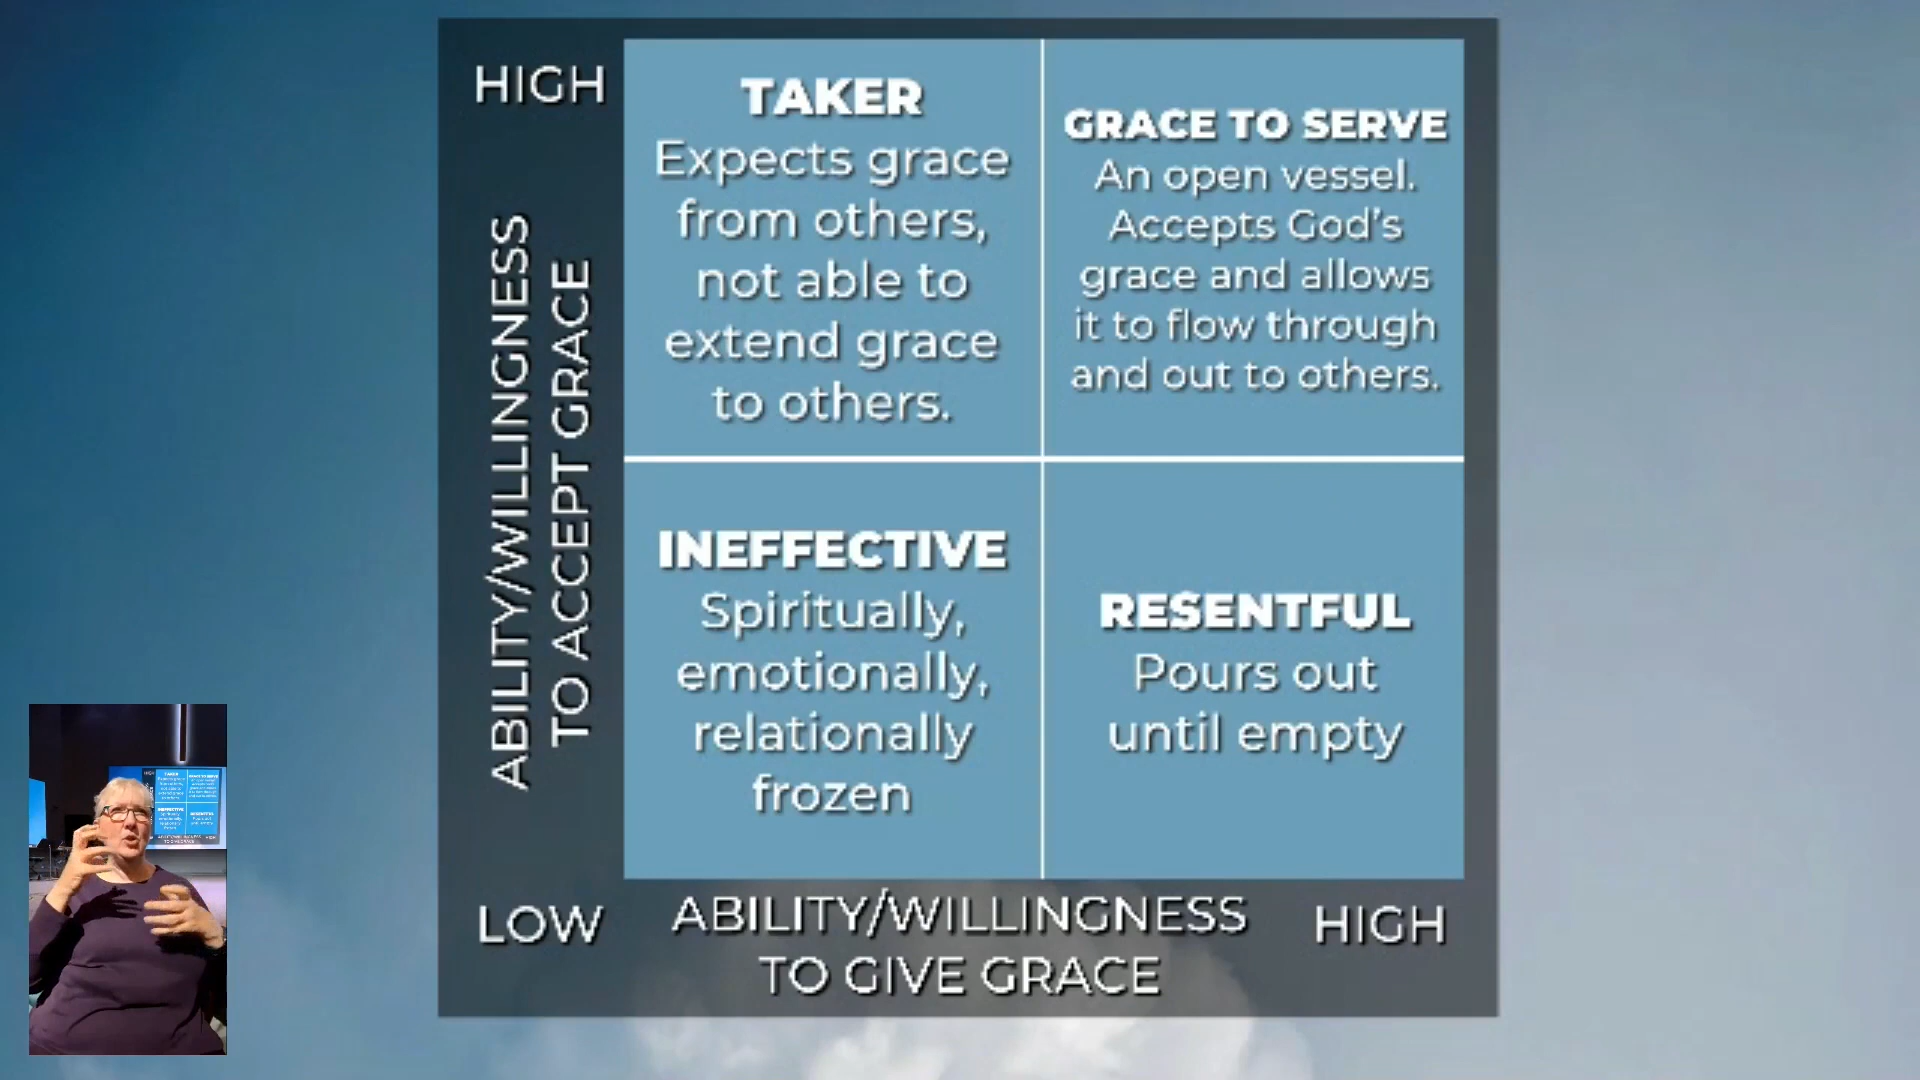 HIGH
ABILITY/WILLINGNESS
TO ACCEPT GRACE
TAKER
Expects grace
from others,
not able to
extend grace
to others.
GRACE TO SERVE
An open vessel.
Accepts God's
grace and allows
it to flow through
and out to others.
INEFFECTIVE
Spiritually,
emotionally,
relationally
frozen
RESENTFUL
Pours out
until empty
LOW
ABILITY/WILLINGNESS
TO GIVE GRACE
HIGH